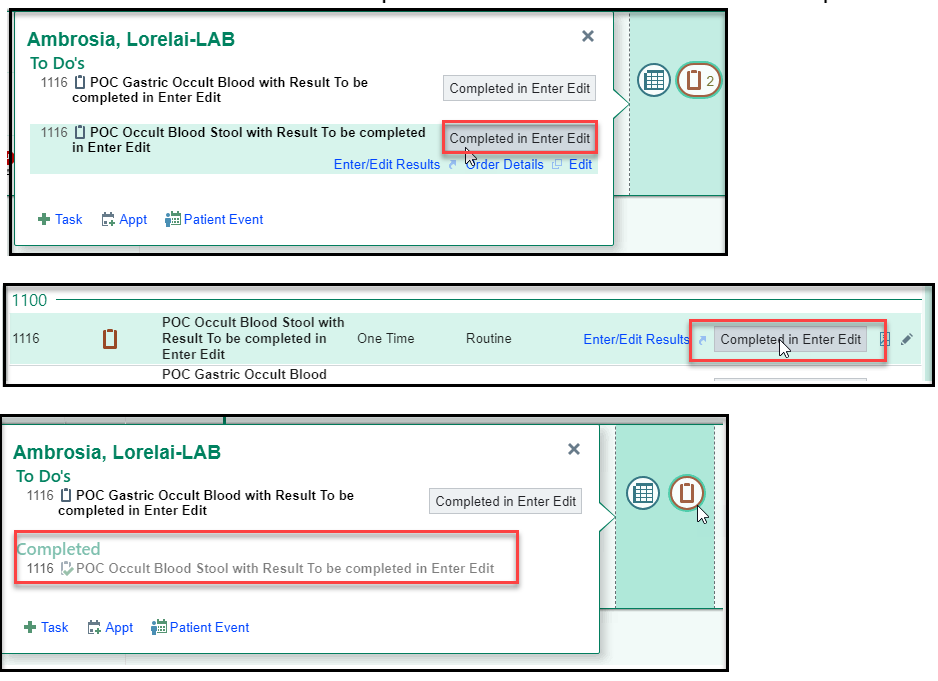 Ambrosia, Lorelai-LAB
To Do's
1116 POC Gastric Occult Blood with Result To be
completed in Enter Edit
Completed in Enter Edit
2
1116 POC Occult Blood Stool with Result To be completed
in Enter Edit
Completed in Enter Edit
Enter/Edit Results Order Details Edit
Task Appt Patient Event
1100
1116 POC Occult Blood Stool with
Result To be completed in
Enter Edit
One Time Routine Enter/Edit Results Completed in Enter Edit
POC Gastric Occult Blood
Ambrosia, Lorelai-LAB
To Do's
1116 POC Gastric Occult Blood with Result To be
completed in Enter Edit
Completed in Enter Edit
Completed
1116 POC Occult Blood Stool with Result To be completed in Enter Edit
Task Appt Patient Event